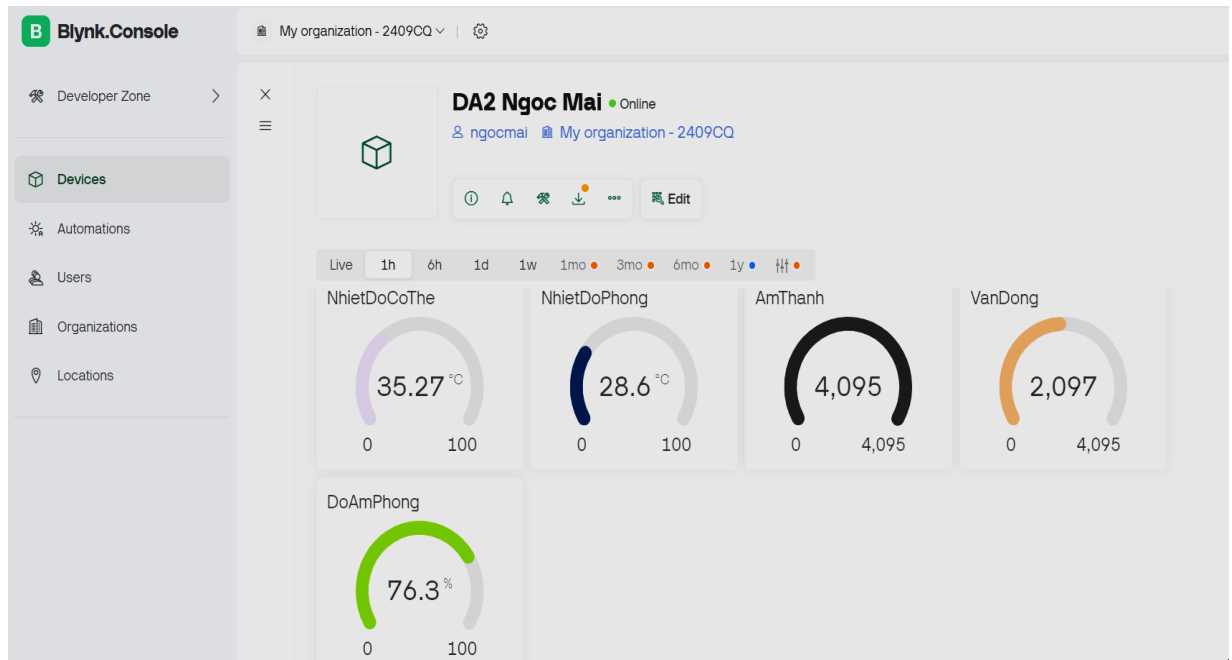 B Blynk.Console
My organization - 2409CQ
Developer Zone
Devices
Automations
Users
Organizations
Locations
DA2 Ngoc Mai Online
ngocmai My organization - 2409CQ
Edit
Live 1h 6h 1d 1w 1mo 3mo 6mo 1y
NhietDoCoThe
35.27 °C
0 100
NhietDoPhong
28.6 °C
0 100
AmThanh
4,095
0 4,095
VanDong
2,097
0 4,095
DoAmPhong
76.3 %
0 100